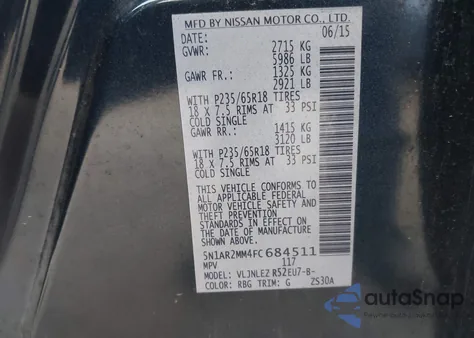 MFD BY NISSAN MOTOR CO., LTD.
DATE: 06/15
GVWR: 2715 KG
5986 LB
GAWR FR.: 1325 KG
2921 LB
WITH P235/65R18 TIRES
18 X 7.5 RIMS AT 33 PSI
COLD SINGLE
GAWR RR.: 1415 KG
3120 LB
WITH P235/65R18 TIRES
18 X 7.5 RIMS AT 33 PSI
COLD SINGLE
THIS VEHICLE CONFORMS TO
ALL APPLICABLE FEDERAL
MOTOR VEHICLE SAFETY AND
THEFT PREVENTION
STANDARDS IN EFFECT ON
THE DATE OF MANUFACTURE
SHOWN ABOVE.
5N1AR2MM4FC684511
MPV 117
MODEL: VLJNLEZ R52EU7-B-
COLOR: RBG TRIM: G ZS30A
autoSnap